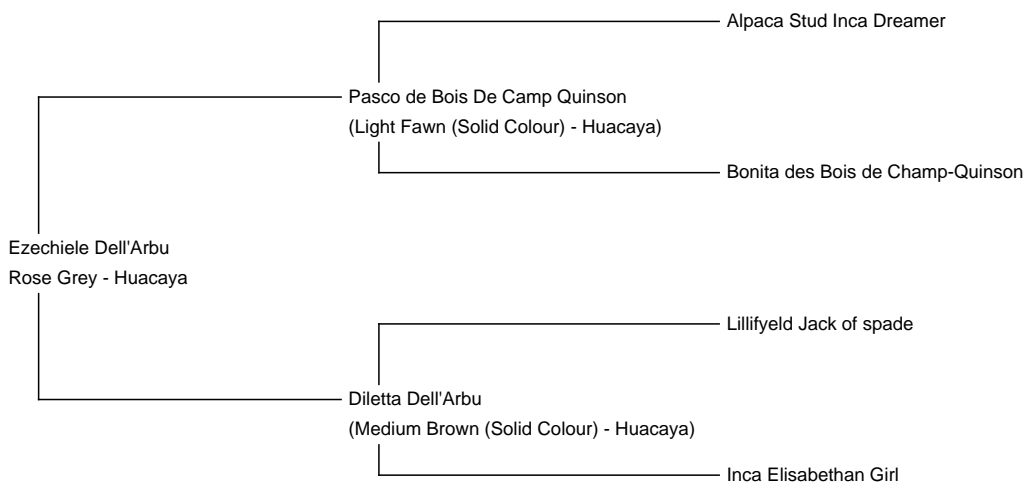 Alpaca Stud Inca Dreamer
Pasco de Bois De Camp Quinson
(Light Fawn (Solid Colour) - Huacaya)
Bonita des Bois de Champ-Quinson
Ezechiele Dell'Arbu
Rose Grey - Huacaya
Lillifyeld Jack of spade
Diletta Dell'Arbu
(Medium Brown (Solid Colour) - Huacaya)
Inca Elisabethan Girl